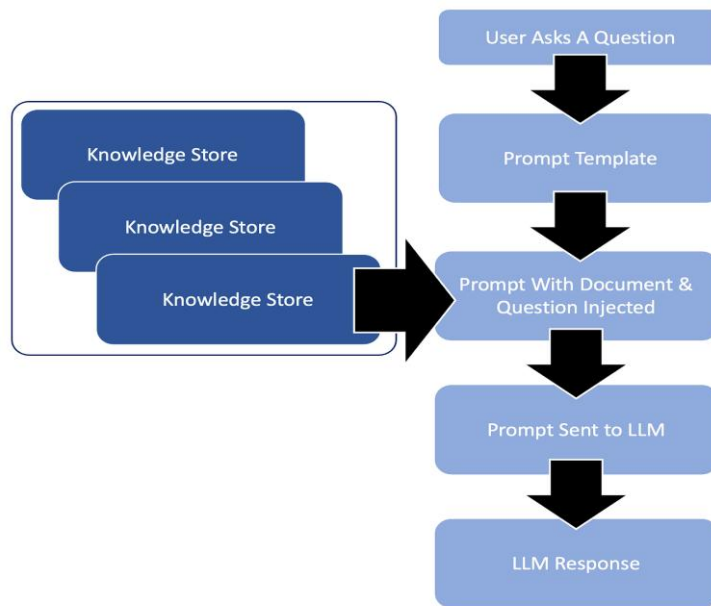 User Asks A Question
Knowledge Store
Prompt Template
Knowledge Store
Knowledge Store
Prompt With Document &
Question Injected
Prompt Sent to LLM
LLM Response